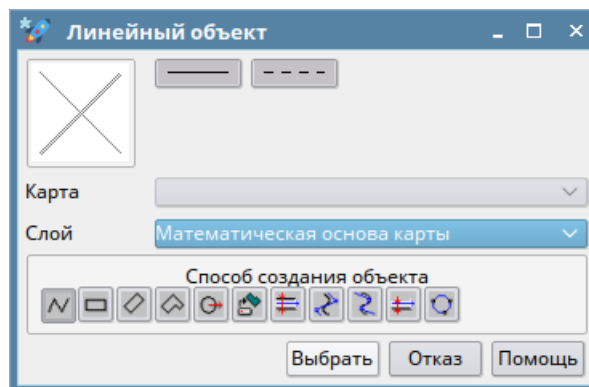 Линейный объект
Карта
Слой Математическая основа карты
Способ создания объекта
Выбрать Отказ Помощь